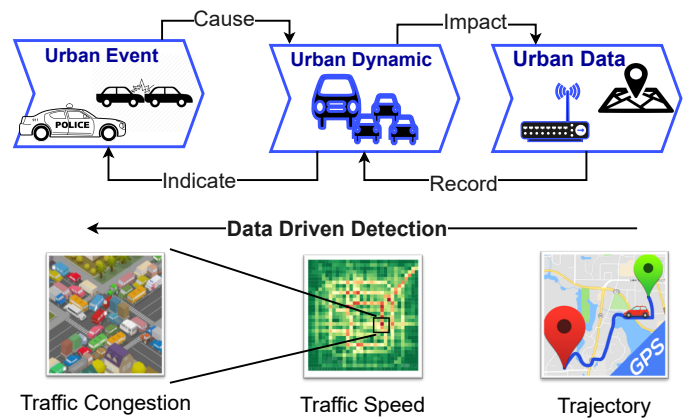 Cause
Impact
Urban Event
Urban Dynamic
Urban Data
POLICE
Indicate
Record
Data Driven Detection
GPS
Traffic Congestion
Traffic Speed
Trajectory